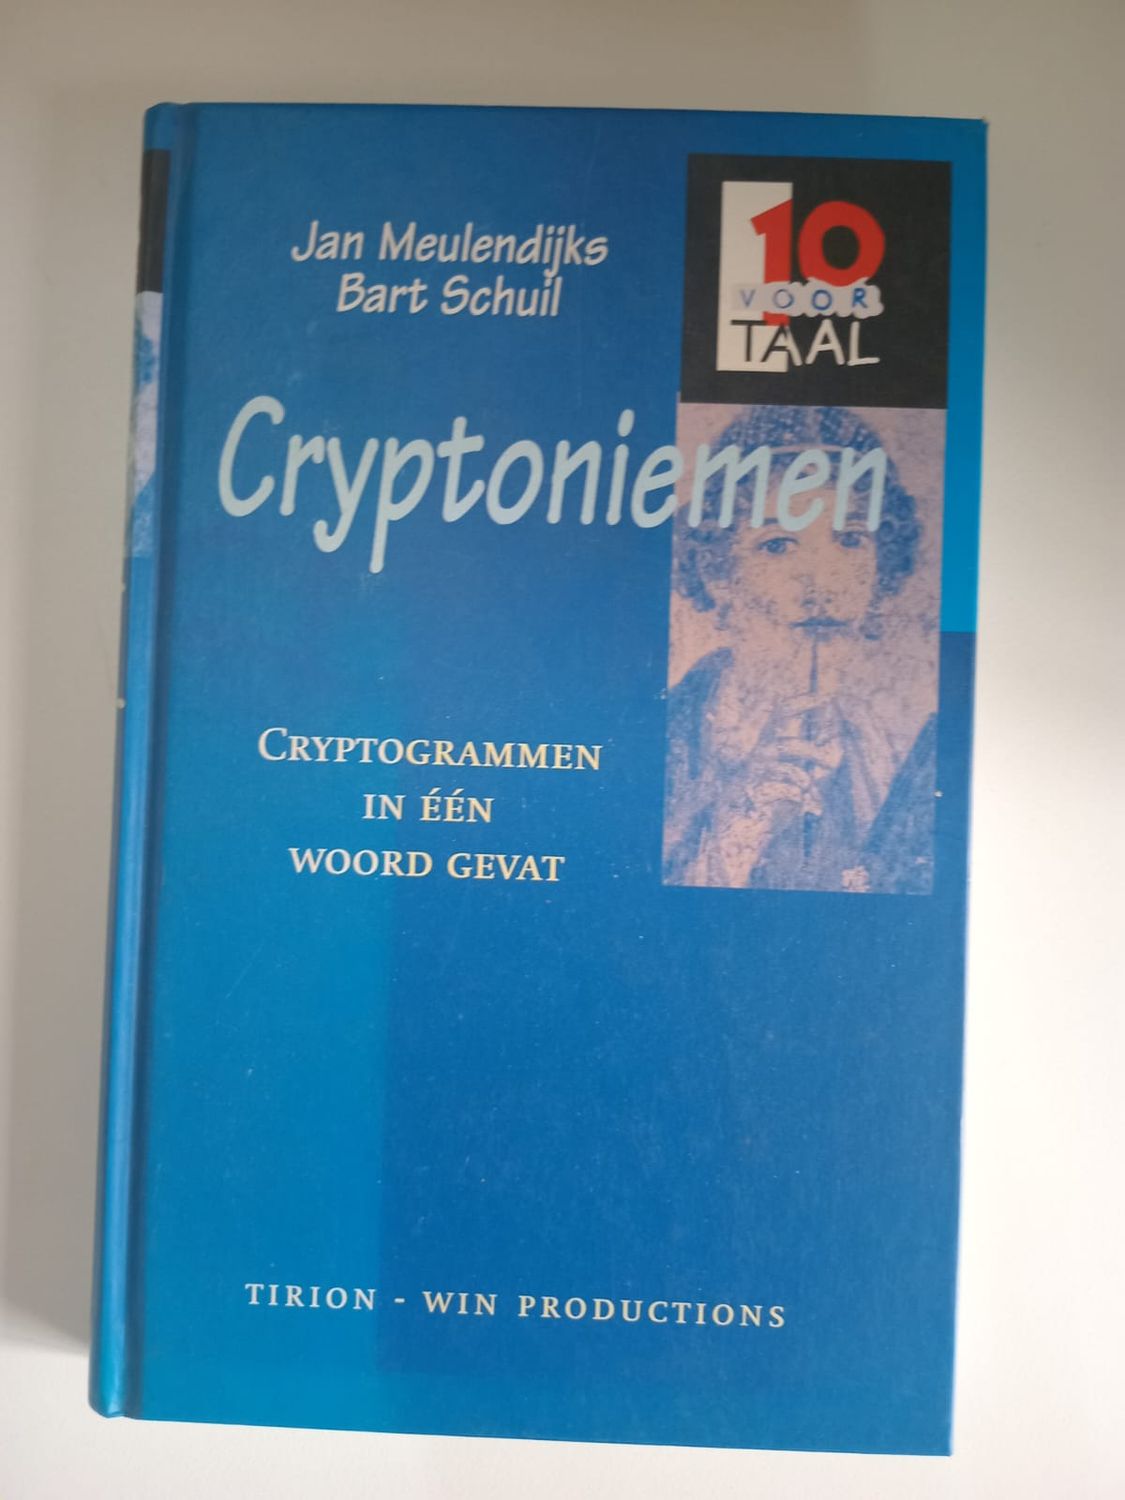 Jan Meulendijks
Bart Schuil
10
VOOR
TAAL
Cryptoniemen
CRYPTOGRAMMEN
IN ÉÉN
WOORD GEVAT
TIRION - WIN PRODUCTIONS